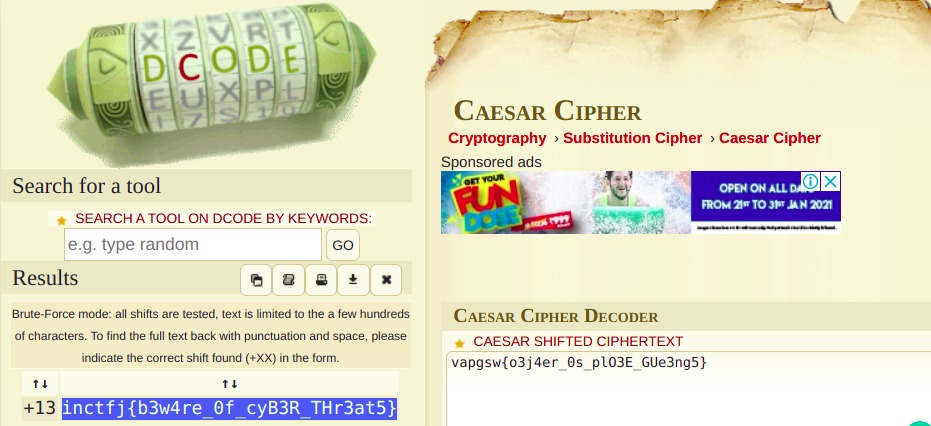 X Z V R T
D C O D E
E U X P L
Search for a tool
SEARCH A TOOL ON DCODE BY KEYWORDS:
e.g. type random
GO
Results
Brute-Force mode: all shifts are tested, text is limited to the a few hundreds
of characters. To find the full text back with punctuation and space, please
indicate the correct shift found (+XX) in the form.
↑↓ ↑↓
+13 inctfj{b3w4re_0f_cyB3R_THr3at5}
CAESAR CIPHER
Cryptography › Substitution Cipher › Caesar Cipher
Sponsored ads
GET YOUR
FUN
DOSE
OPEN ON ALL DAYS
FROM 21ST TO 31ST JAN 2021
CAESAR CIPHER DECODER
CAESAR SHIFTED CIPHERTEXT
vapgsw{o3j4er_0s_plO3E_GUe3ng5}